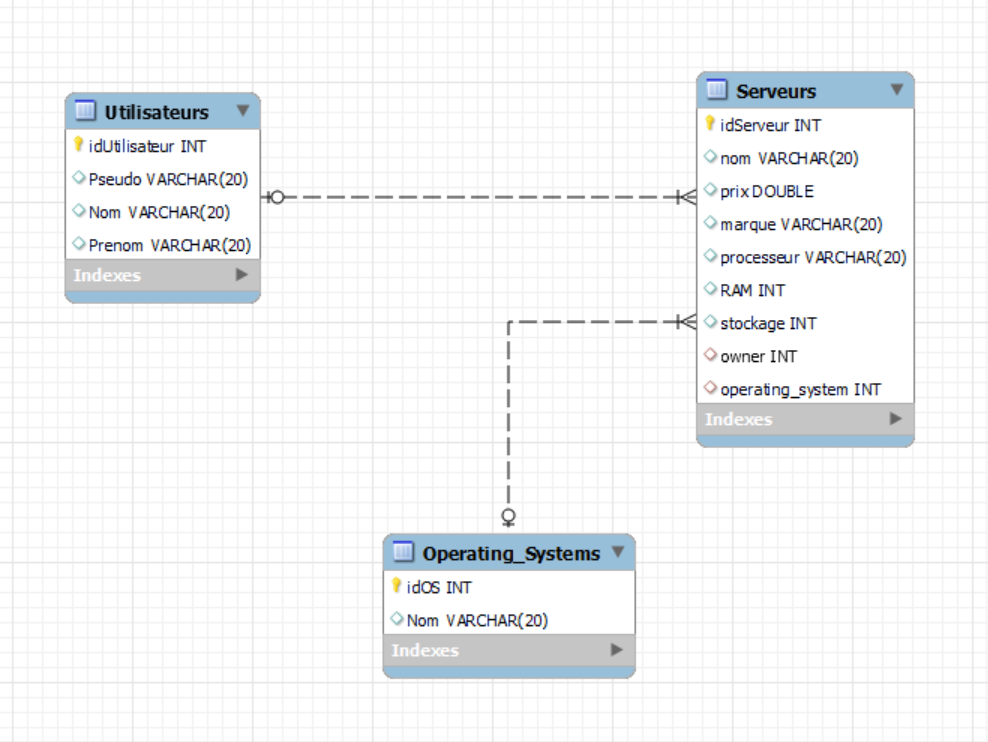 Utilisateurs
idUtilisateur INT
Pseudo VARCHAR(20)
Nom VARCHAR(20)
Prenom VARCHAR(20)
Indexes
Serveurs
idServeur INT
nom VARCHAR(20)
prix DOUBLE
marque VARCHAR(20)
processeur VARCHAR(20)
RAM INT
stockage INT
owner INT
operating_system INT
Indexes
Operating_Systems
idOS INT
Nom VARCHAR(20)
Indexes